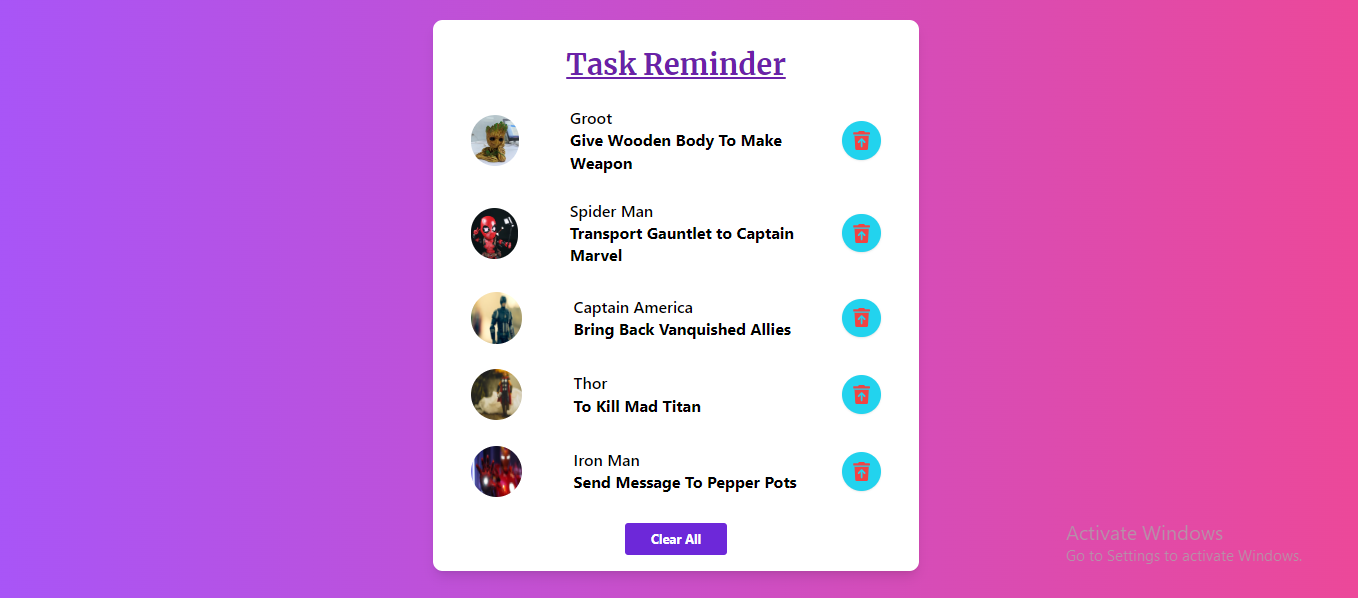 Task Reminder
Groot
Give Wooden Body To Make
Weapon
Spider Man
Transport Gauntlet to Captain
Marvel
Captain America
Bring Back Vanquished Allies
Thor
To Kill Mad Titan
Iron Man
Send Message To Pepper Pots
Clear All
Activate Windows
Go to Settings to activate Windows.